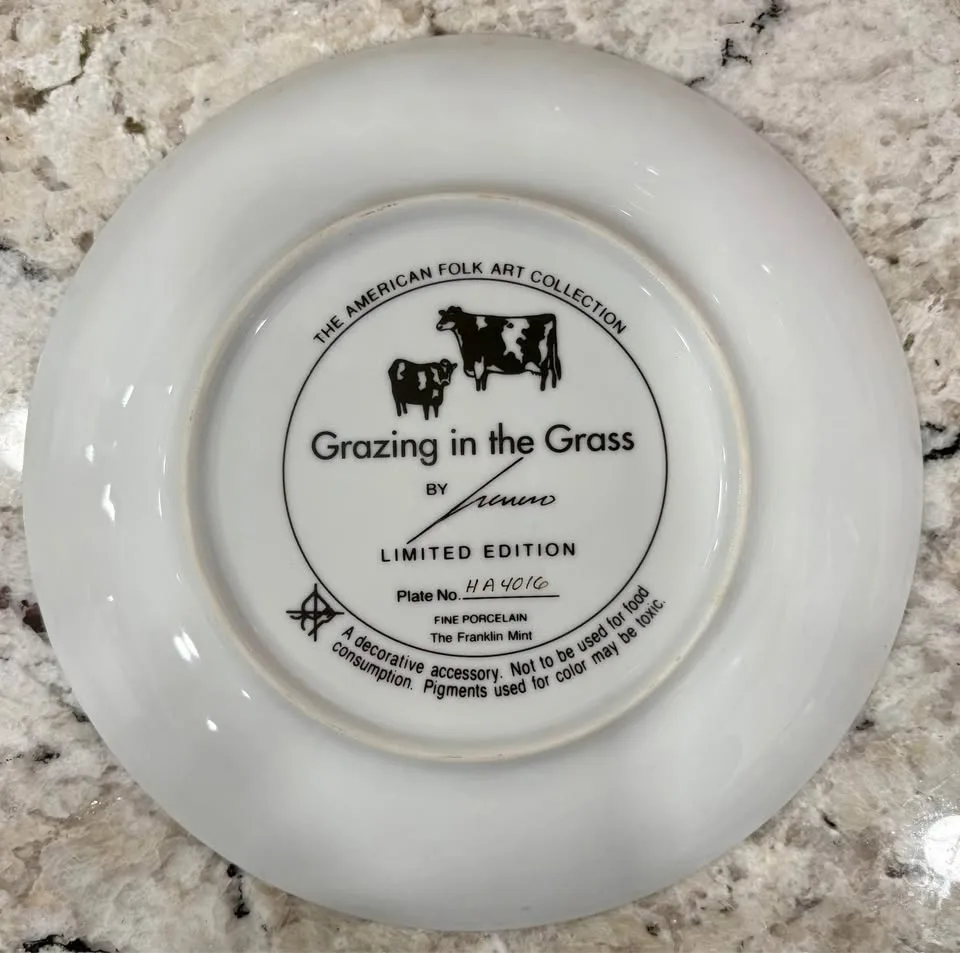 THE AMERICAN FOLK ART COLLECTION
Grazing in the Grass
BY
LIMITED EDITION
Plate No. HA4016
FINE PORCELAIN
The Franklin Mint
A decorative accessory. Not to be used for food
consumption. Pigments used for color may be toxic.